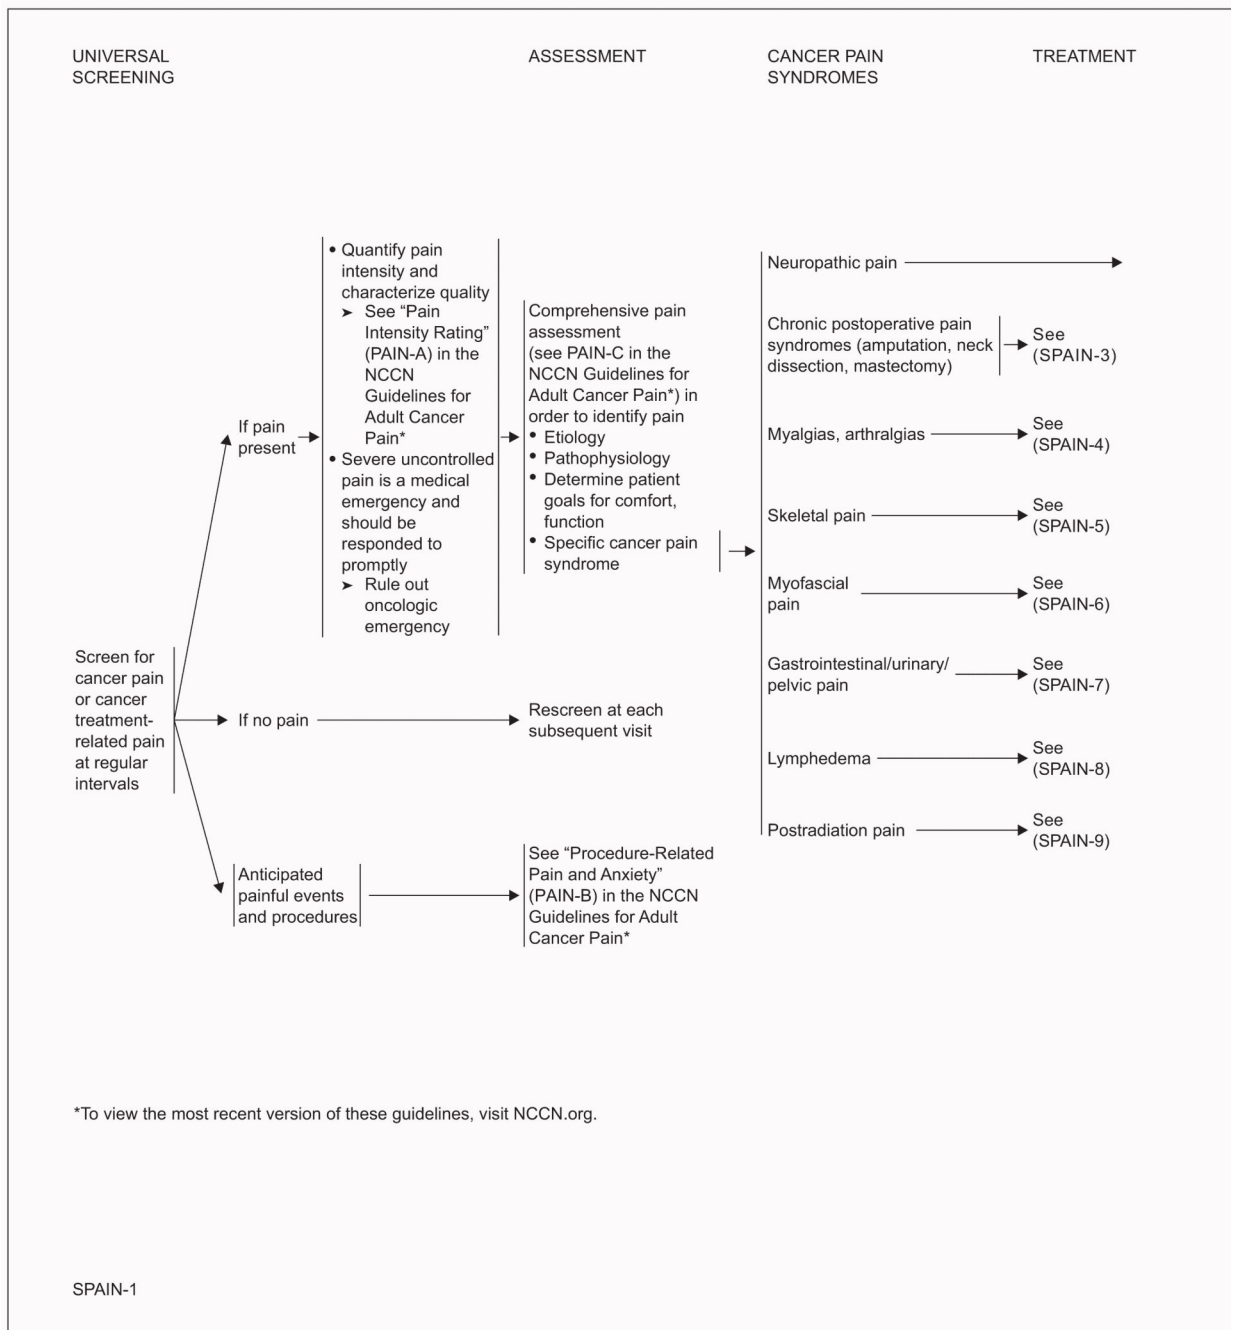 UNIVERSAL
SCREENING
ASSESSMENT
CANCER PAIN
SYNDROMES
TREATMENT
Screen for
cancer pain
or cancer
treatment-
related pain
at regular
intervals
If pain
present
• Quantify pain
intensity and
characterize quality
➤ See “Pain
Intensity Rating”
(PAIN-A) in the
NCCN
Guidelines for
Adult Cancer
Pain*
• Severe uncontrolled
pain is a medical
emergency and
should be
responded to
promptly
➤ Rule out
oncologic
emergency
Comprehensive pain
assessment
(see PAIN-C in the
NCCN Guidelines for
Adult Cancer Pain*) in
order to identify pain
• Etiology
• Pathophysiology
• Determine patient
goals for comfort,
function
• Specific cancer pain
syndrome
If no pain
Rescreen at each
subsequent visit
Anticipated
painful events
and procedures
See “Procedure-Related
Pain and Anxiety”
(PAIN-B) in the NCCN
Guidelines for Adult
Cancer Pain*
Neuropathic pain
Chronic postoperative pain
syndromes (amputation, neck
dissection, mastectomy)
See
(SPAIN-3)
Myalgias, arthralgias
See
(SPAIN-4)
Skeletal pain
See
(SPAIN-5)
Myofascial
pain
See
(SPAIN-6)
Gastrointestinal/urinary/
pelvic pain
See
(SPAIN-7)
Lymphedema
See
(SPAIN-8)
Postradiation pain
See
(SPAIN-9)
*To view the most recent version of these guidelines, visit NCCN.org.
SPAIN-1